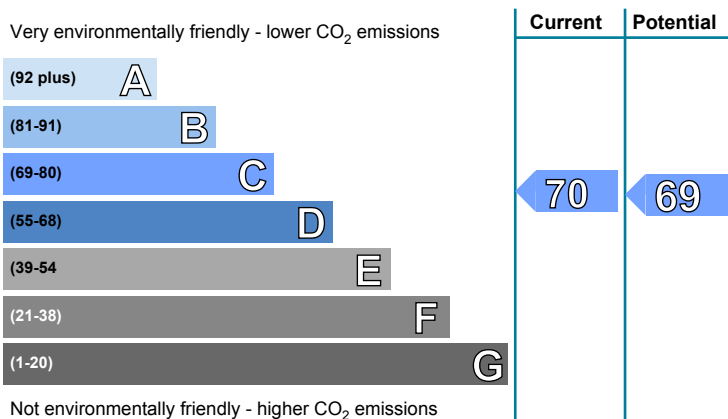 Current Potential
Very environmentally friendly - lower CO2 emissions
(92 plus) A
(81-91) B
(69-80) C
70 69
(55-68) D
(39-54 E
(21-38) F
(1-20) G
Not environmentally friendly - higher CO2 emissions